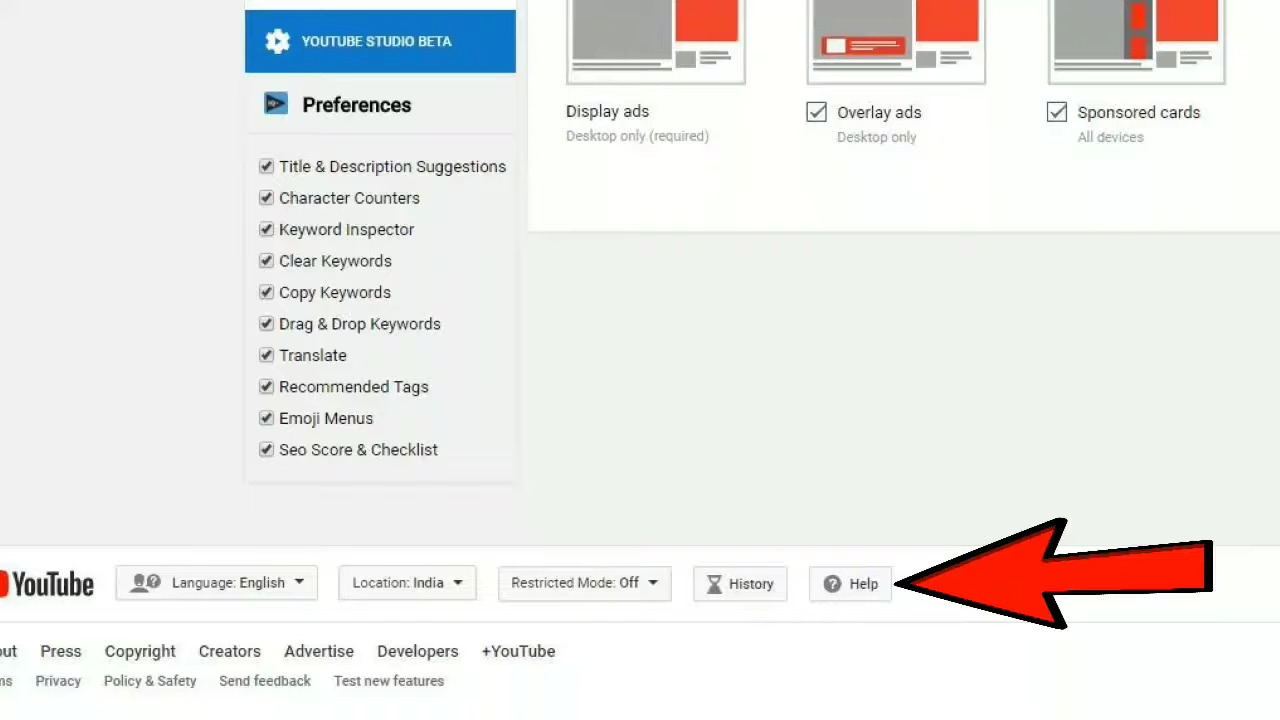 YOUTUBE STUDIO BETA
Preferences
Title & Description Suggestions
Character Counters
Keyword Inspector
Clear Keywords
Copy Keywords
Drag & Drop Keywords
Translate
Recommended Tags
Emoji Menus
Seo Score & Checklist
Display ads
Desktop only (required)
Overlay ads
Desktop only
Sponsored cards
All devices
YouTube Language: English Location: India Restricted Mode: Off History Help
out Press Copyright Creators Advertise Developers +YouTube
ms Privacy Policy & Safety Send feedback Test new features